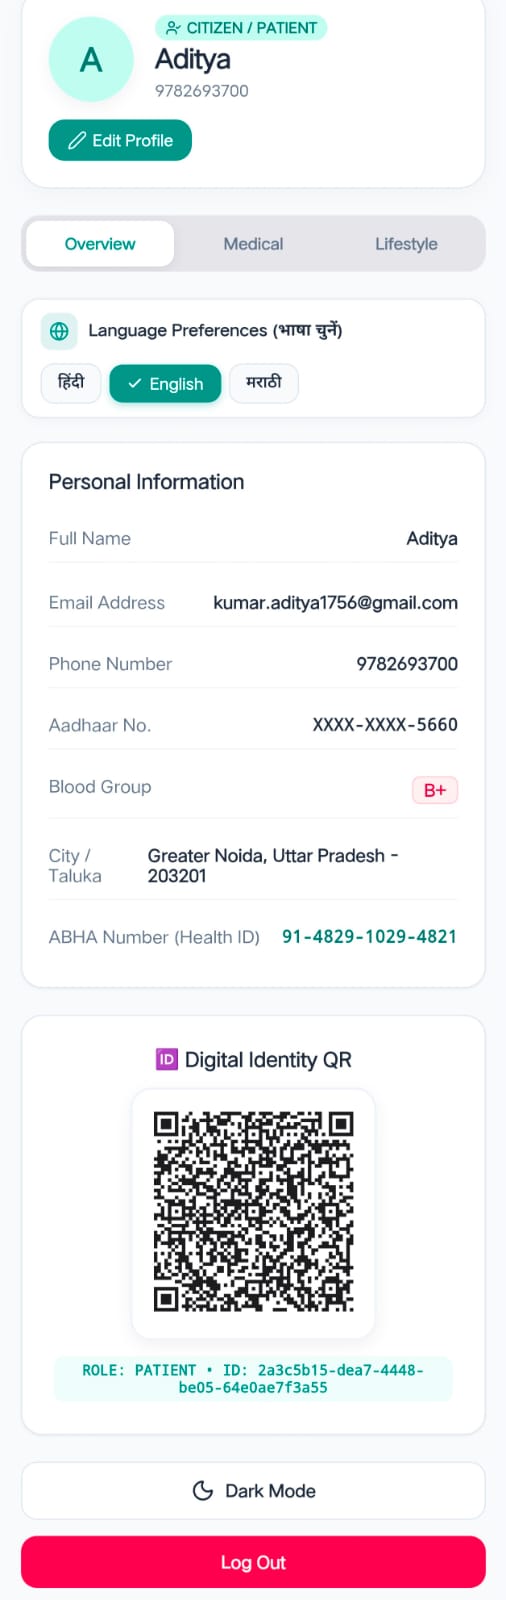 A
CITIZEN / PATIENT
Aditya
9782693700
Edit Profile
Overview Medical Lifestyle
Language Preferences (भाषा चुनें)
हिंदी English मराठी
Personal Information
Full Name Aditya
Email Address kumar.aditya1756@gmail.com
Phone Number 9782693700
Aadhaar No. XXXX-XXXX-5660
Blood Group B+
City / Taluka Greater Noida, Uttar Pradesh - 203201
ABHA Number (Health ID) 91-4829-1029-4821
ID Digital Identity QR
ROLE: PATIENT • ID: 2a3c5b15-dea7-4448-
be05-64e0ae7f3a55
Dark Mode
Log Out